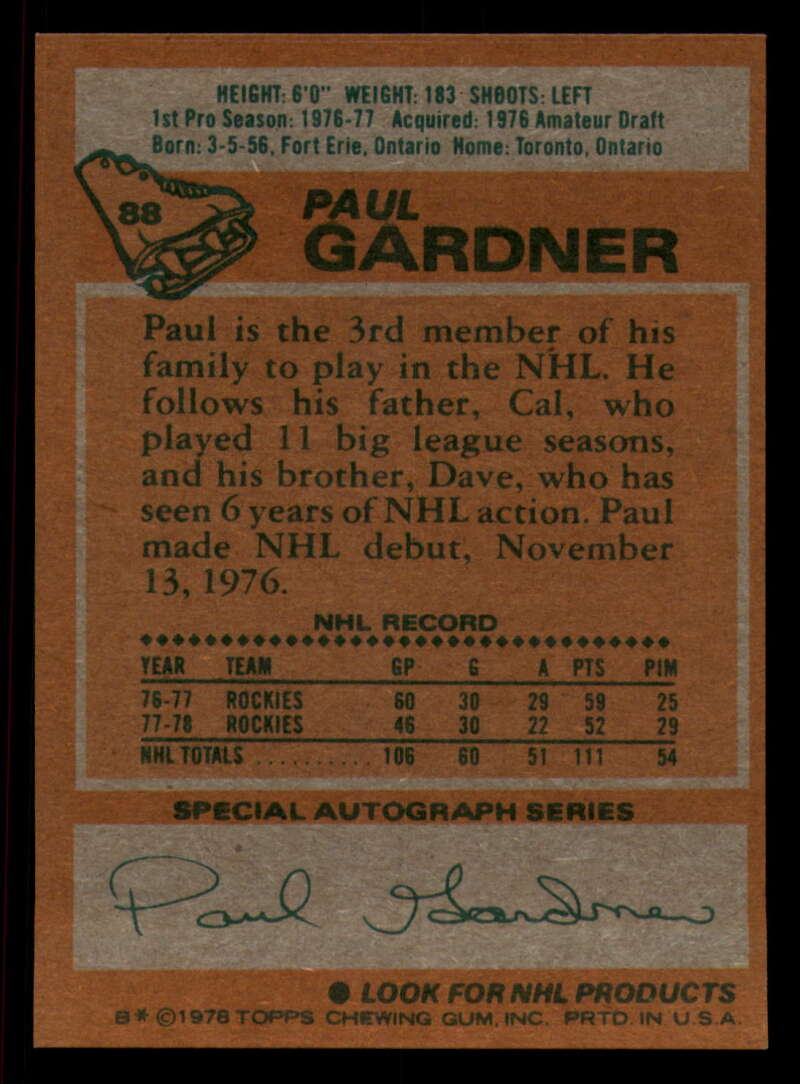 HEIGHT: 6'0" WEIGHT: 183 SHOOTS: LEFT
1st Pro Season: 1976-77 Acquired: 1976 Amateur Draft
Born: 3-5-56, Fort Erie, Ontario Home: Toronto, Ontario
88
PAUL
GARDNER
Paul is the 3rd member of his
family to play in the NHL. He
follows his father, Cal, who
played 11 big league seasons,
and his brother, Dave, who has
seen 6 years of NHL action. Paul
made NHL debut, November
13, 1976.
NHL RECORD
YEAR TEAM GP G A PTS PIM
76-77 ROCKIES 60 30 29 59 25
77-78 ROCKIES 46 30 22 52 29
NHL TOTALS .......... 106 60 51 111 54
SPECIAL AUTOGRAPH SERIES
Paul Gardner
● LOOK FOR NHL PRODUCTS
B* ©1978 TOPPS CHEWING GUM, INC. PRTD. IN U.S.A.